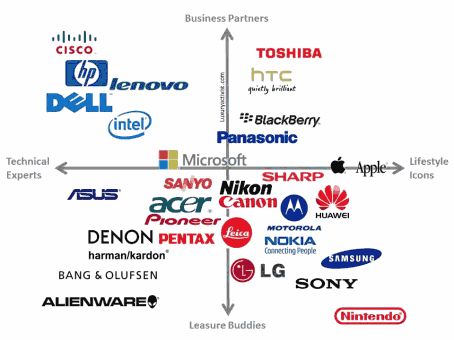 Business Partners
CISCO
TOSHIBA
hp
lenovo
htc
quietly brilliant
DELL
Luxuryactivist.com
intel
BlackBerry
Panasonic
Technical
Experts
Microsoft
Apple
Lifestyle
Icons
SANYO
SHARP
ASUS
Nikon
acer
Canon
HUAWEI
Pioneer
MOTOROLA
DENON
PENTAX
Leica
NOKIA
Connecting People
harman/kardon®
SAMSUNG
BANG & OLUFSEN
LG
SONY
ALIENWARE
Nintendo
Leasure Buddies